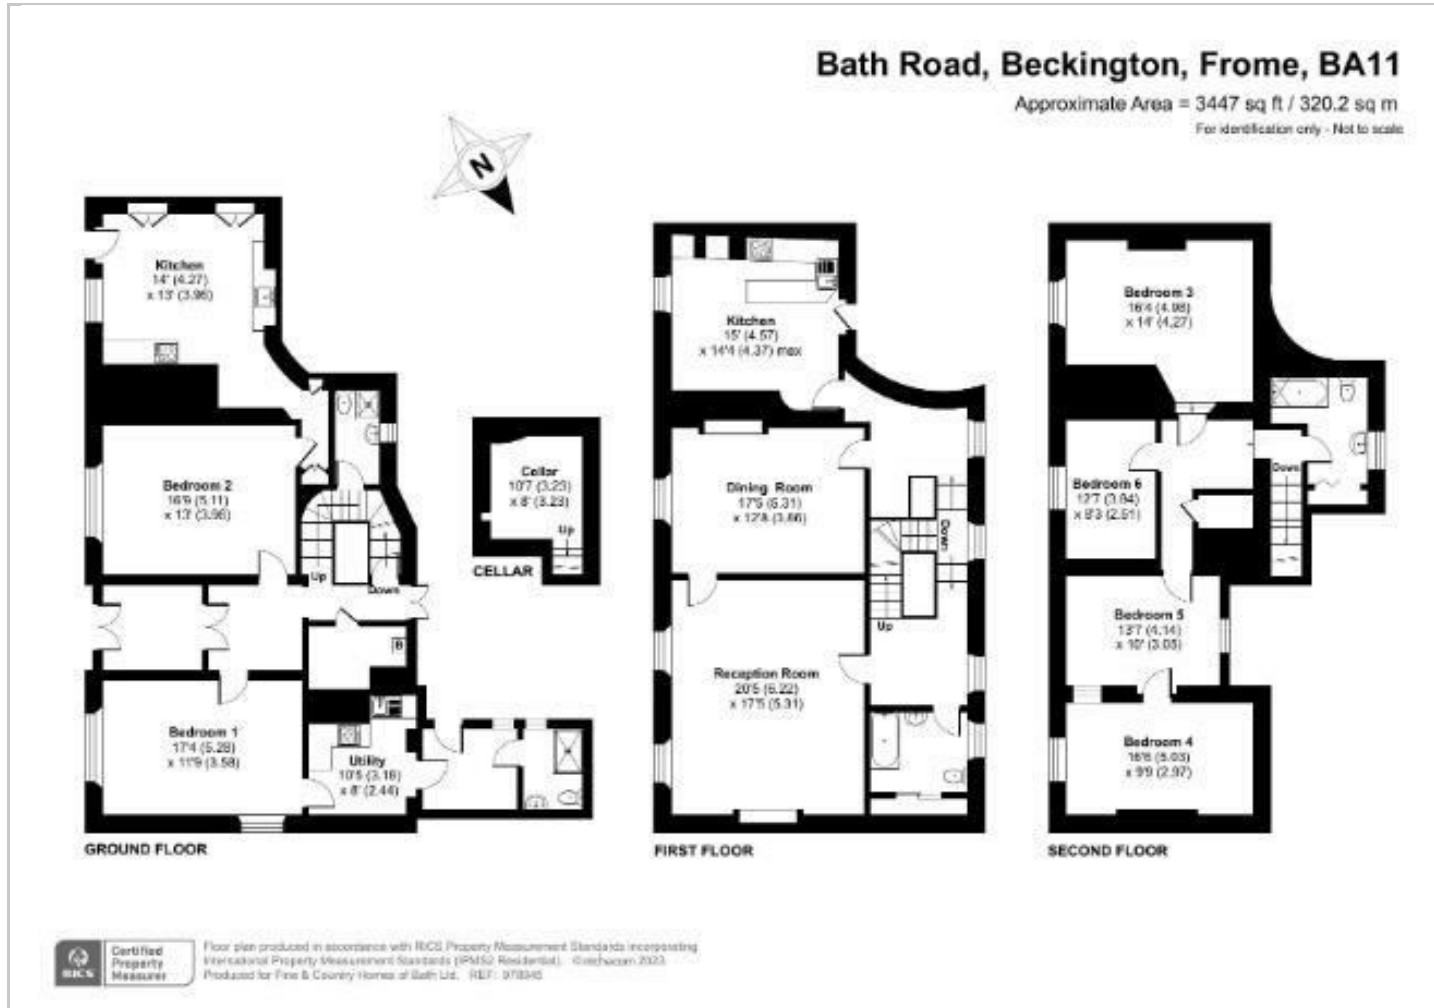 Bath Road, Beckington, Frome, BA11
Approximate Area = 3447 sq ft / 320.2 sq m
For identification only - Not to scale
N
Kitchen
14' (4.27)
x 13' (3.96)
Bedroom 2
16'9 (5.11)
x 13' (3.96)
Up
Down
B
Bedroom 1
17'4 (5.28)
x 11'9 (3.58)
Utility
10'5 (3.18)
x 8' (2.44)
GROUND FLOOR
Cellar
10'7 (3.23)
x 8' (3.23)
Up
CELLAR
Kitchen
15' (4.57)
x 14'4 (4.37) max
Dining Room
17'5 (5.31)
x 12'8 (3.86)
Down
Up
Reception Room
20'5 (6.22)
x 17'5 (5.31)
FIRST FLOOR
Bedroom 3
16'4 (4.98)
x 14' (4.27)
Bedroom 6
12'7 (3.84)
x 8'3 (2.51)
Down
Bedroom 5
13'7 (4.14)
x 10' (3.05)
Bedroom 4
16'6 (5.03)
x 9'9 (2.97)
SECOND FLOOR
RICS
Certified
Property
Measurer
Floor plan produced in accordance with RICS Property Measurement Standards incorporating
International Property Measurement Standards (IPMS2 Residential). ©nichecom 2023.
Produced for Fine & Country Homes of Bath Ltd. REF: